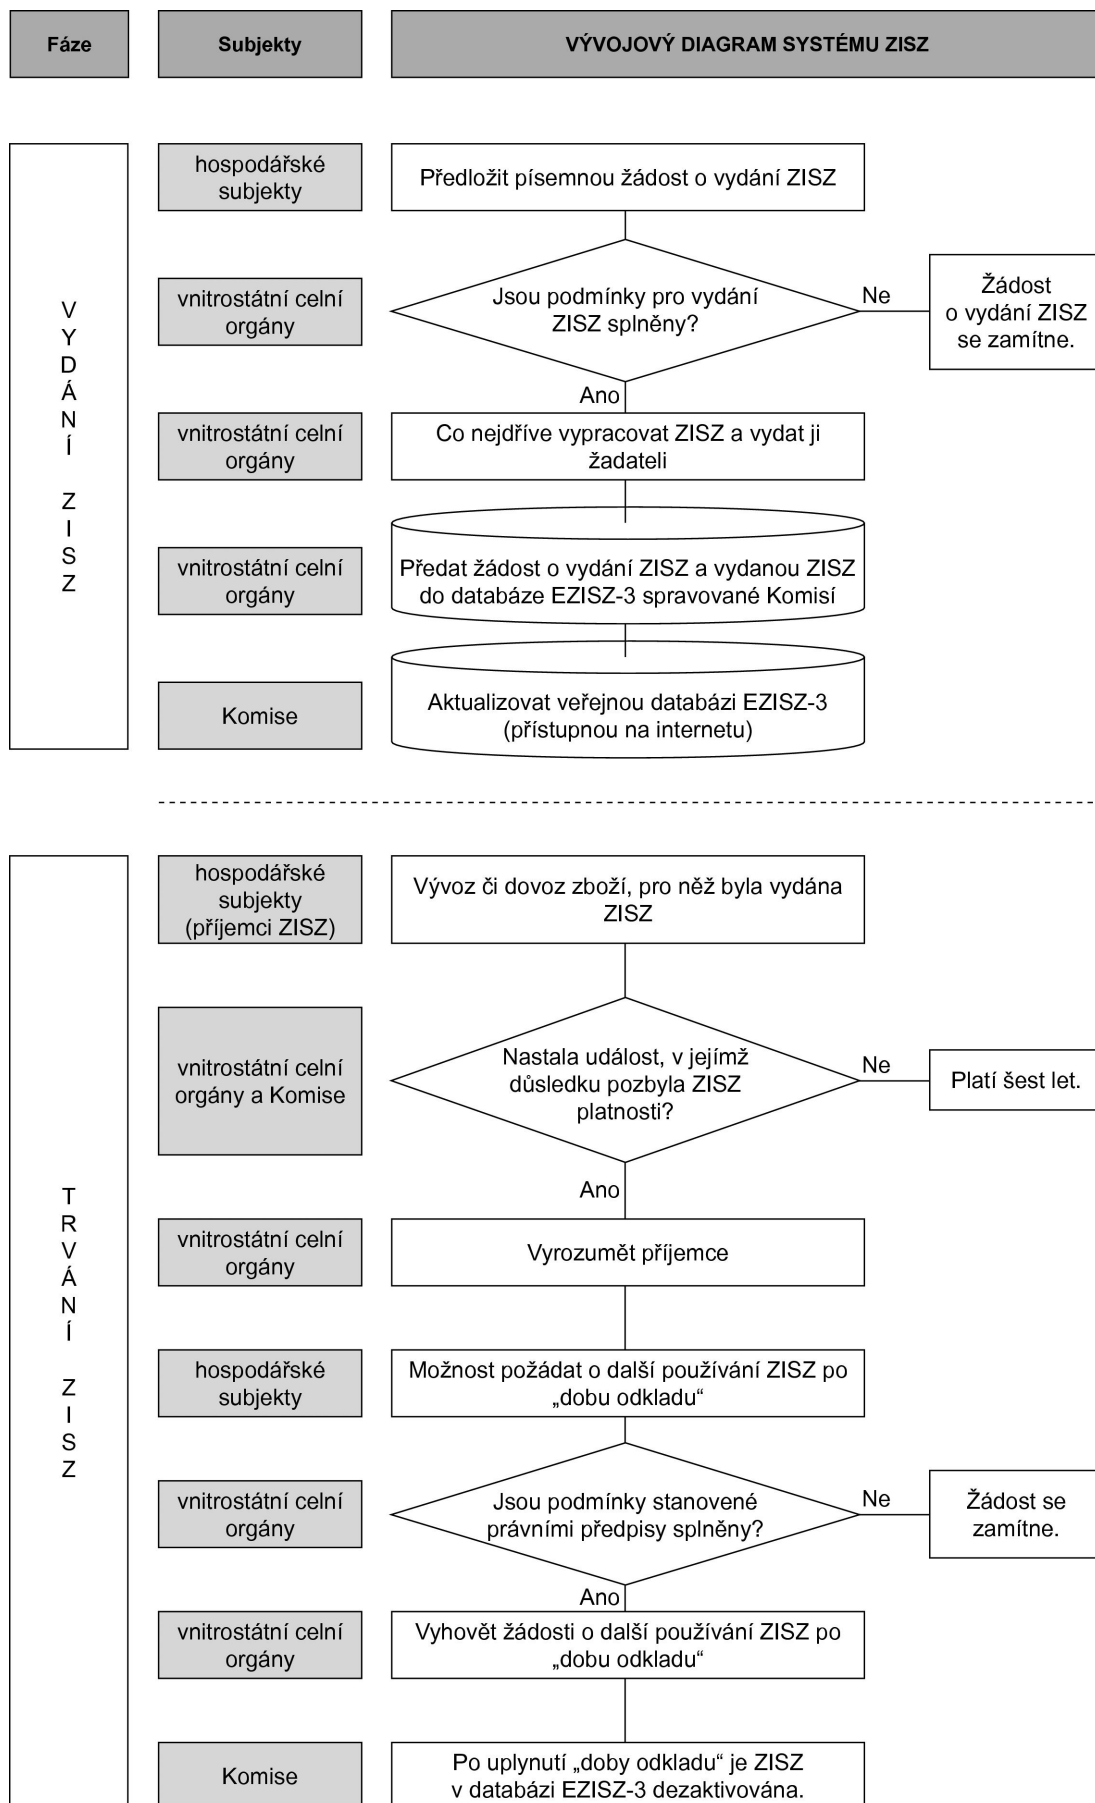 Fáze
Subjekty
VÝVOJOVÝ DIAGRAM SYSTÉMU ZISZ
VYDÁNÍ ZISZ
hospodářské
subjekty
Předložit písemnou žádost o vydání ZISZ
vnitrostátní celní
orgány
Jsou podmínky pro vydání
ZISZ splněny?
Ne
Žádost
o vydání ZISZ
se zamítne.
Ano
vnitrostátní celní
orgány
Co nejdříve vypracovat ZISZ a vydat ji
žadateli
vnitrostátní celní
orgány
Předat žádost o vydání ZISZ a vydanou ZISZ
do databáze EZISZ-3 spravované Komisí
Komise
Aktualizovat veřejnou databázi EZISZ-3
(přístupnou na internetu)
TRVÁNÍ ZISZ
hospodářské
subjekty
(příjemci ZISZ)
Vývoz či dovoz zboží, pro něž byla vydána
ZISZ
vnitrostátní celní
orgány a Komise
Nastala událost, v jejímž
důsledku pozbyla ZISZ
platnosti?
Ne
Platí šest let.
Ano
vnitrostátní celní
orgány
Vyrozumět příjemce
hospodářské
subjekty
Možnost požádat o další používání ZISZ po
„dobu odkladu“
vnitrostátní celní
orgány
Jsou podmínky stanovené
právními předpisy splněny?
Ne
Žádost se
zamítne.
Ano
vnitrostátní celní
orgány
Vyhovět žádosti o další používání ZISZ po
„dobu odkladu“
Komise
Po uplynutí „doby odkladu“ je ZISZ
v databázi EZISZ-3 dezaktivována.